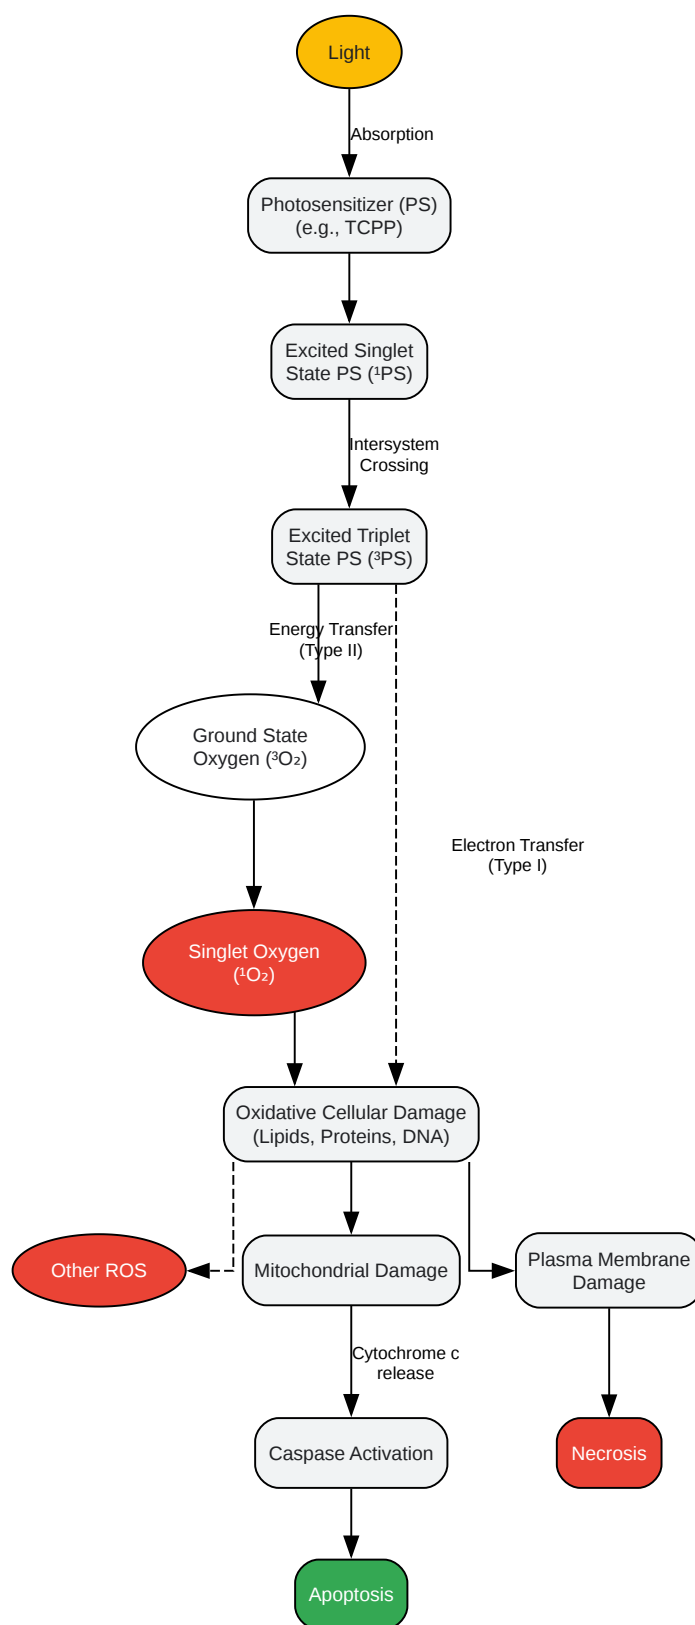 Light
Absorption
Photosensitizer (PS)
(e.g., TCPP)
Excited Singlet
State PS (¹PS)
Intersystem
Crossing
Excited Triplet
State PS (³PS)
Energy Transfer
(Type II)
Ground State
Oxygen (³O₂)
Electron Transfer
(Type I)
Singlet Oxygen
(¹O₂)
Oxidative Cellular Damage
(Lipids, Proteins, DNA)
Other ROS
Mitochondrial Damage
Plasma Membrane
Damage
Cytochrome c
release
Caspase Activation
Necrosis
Apoptosis